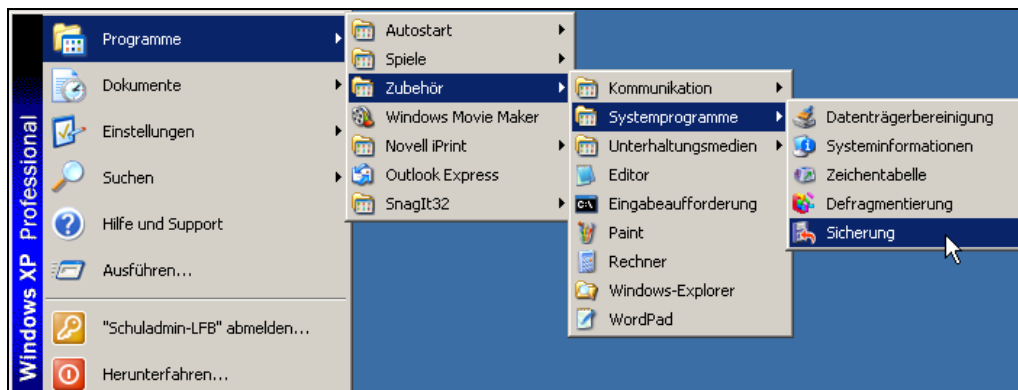 Windows XP Professional
Programme
Dokumente
Einstellungen
Suchen
Hilfe und Support
Ausführen...
"Schuladmin-LFB" abmelden...
Herunterfahren...
Autostart
Spiele
Zubehör
Windows Movie Maker
Novell iPrint
Outlook Express
SnagIt32
Kommunikation
Systemprogramme
Unterhaltungsmedien
Editor
Eingabeaufforderung
Paint
Rechner
Windows-Explorer
WordPad
Datenträgerbereinigung
Systeminformationen
Zeichentabelle
Defragmentierung
Sicherung